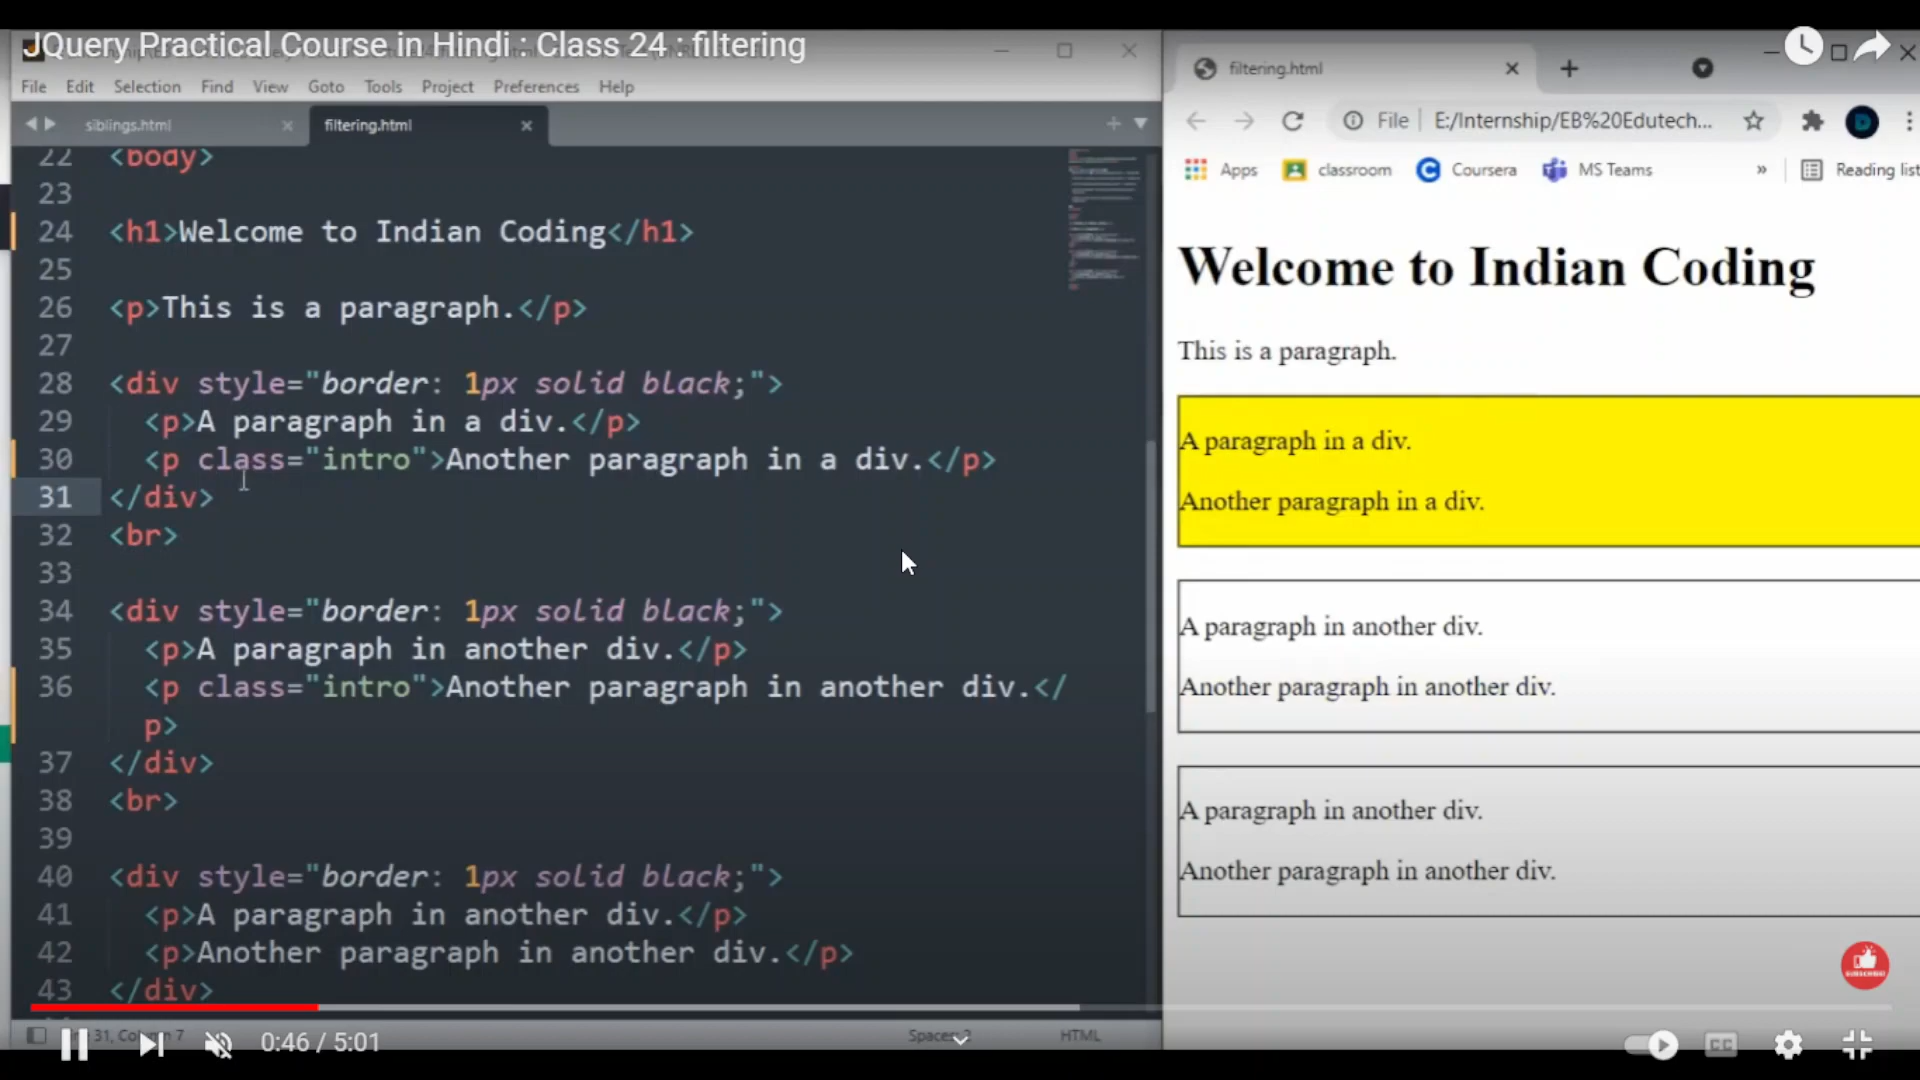 JQuery Practical Course in Hindi : Class 24 : filtering
File Edit Selection Find View Goto Tools Project Preferences Help
siblings.html
filtering.html
22 <body>
23
24 <h1>Welcome to Indian Coding</h1>
25
26 <p>This is a paragraph.</p>
27
28 <div style="border: 1px solid black;">
29 <p>A paragraph in a div.</p>
30 <p class="intro">Another paragraph in a div.</p>
31 </div>
32 <br>
33
34 <div style="border: 1px solid black;">
35 <p>A paragraph in another div.</p>
36 <p class="intro">Another paragraph in another div.</
p>
37 </div>
38 <br>
39
40 <div style="border: 1px solid black;">
41 <p>A paragraph in another div.</p>
42 <p>Another paragraph in another div.</p>
43 </div>
31, Co
7
HTML
0:46 / 5:01
filtering.html
File E:/Internship/EB%20Edutech...
D
Apps classroom Coursera MS Teams » Reading list
Welcome to Indian Coding
This is a paragraph.
A paragraph in a div.
Another paragraph in a div.
A paragraph in another div.
Another paragraph in another div.
A paragraph in another div.
Another paragraph in another div.
SUBSCRIBE
CC